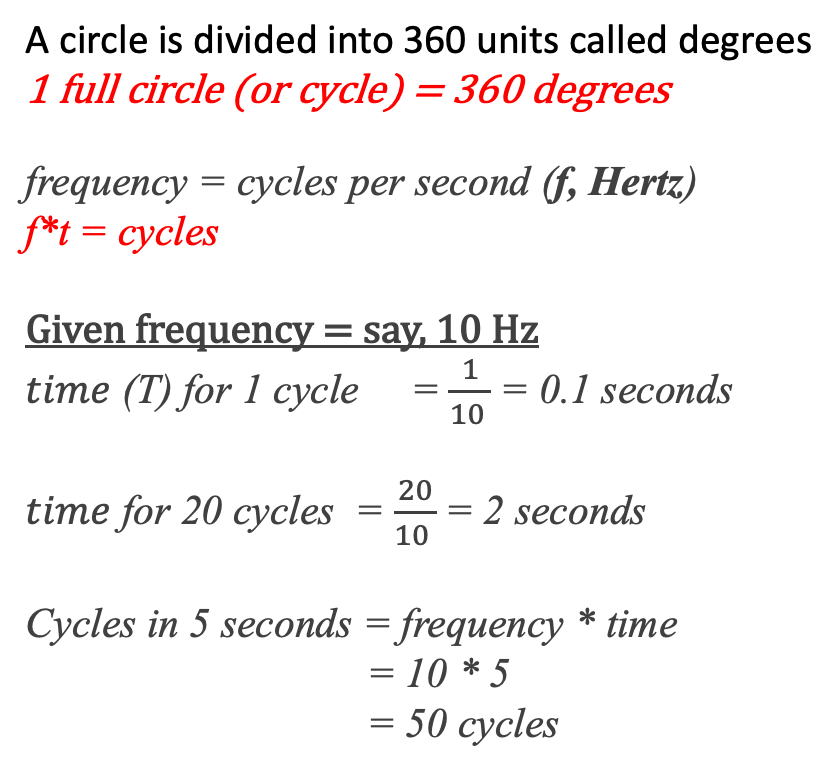 A circle is divided into 360 units called degrees
1 full circle (or cycle) = 360 degrees
frequency = cycles per second (f, Hertz)
f*t = cycles
Given frequency = say, 10 Hz
time (T) for 1 cycle = 1/10 = 0.1 seconds
time for 20 cycles = 20/10 = 2 seconds
Cycles in 5 seconds = frequency * time
= 10 * 5
= 50 cycles